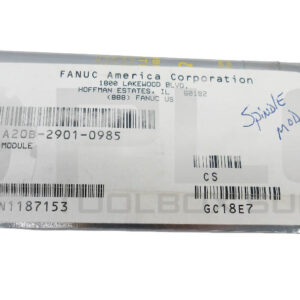 FANUC America Corporation
1800 LAKEWOOD BLVD.
HOFFMAN ESTATES, IL 60192
(888) FANUC US
A20B-2901-0985
MODULE
CS
N1187153
GC18E7
SPINDLE
MOD